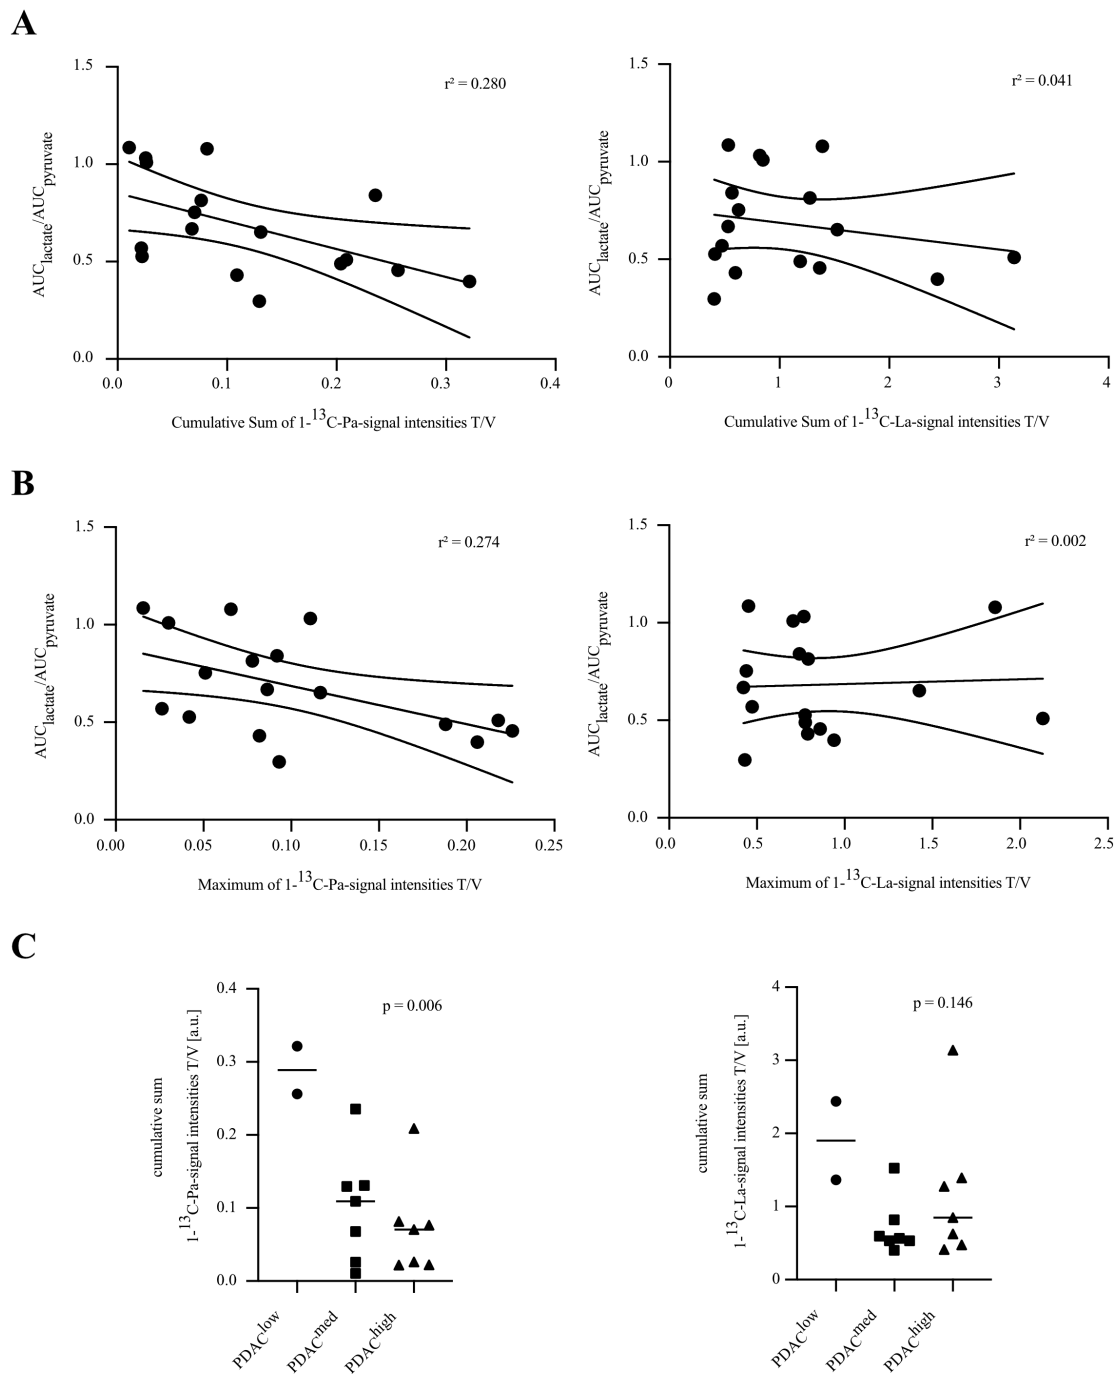 A
1.5
1.0
0.5
0.0
AUClactate/AUCpyruvate
r² = 0.280
0.0 0.1 0.2 0.3 0.4
Cumulative Sum of 1-13C-Pa-signal intensities T/V
1.5
1.0
0.5
0.0
AUClactate/AUCpyruvate
r² = 0.041
0 1 2 3 4
Cumulative Sum of 1-13C-La-signal intensities T/V
B
1.5
1.0
0.5
0.0
AUClactate/AUCpyruvate
r² = 0.274
0.00 0.05 0.10 0.15 0.20 0.25
Maximum of 1-13C-Pa-signal intensities T/V
1.5
1.0
0.5
0.0
AUClactate/AUCpyruvate
r² = 0.002
0.0 0.5 1.0 1.5 2.0 2.5
Maximum of 1-13C-La-signal intensities T/V
C
cumulative sum
1-13C-Pa-signal intensities T/V [a.u.]
0.4
0.3
0.2
0.1
0.0
p = 0.006
PDAClow
PDACmed
PDAChigh
cumulative sum
1-13C-La-signal intensities T/V [a.u.]
4
3
2
1
0
p = 0.146
PDAClow
PDACmed
PDAChigh